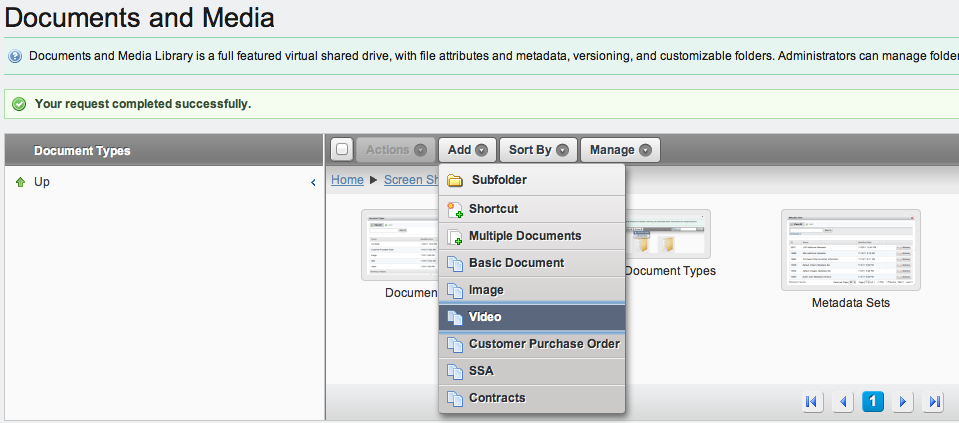 Documents and Media
Documents and Media Library is a full featured virtual shared drive, with file attributes and metadata, versioning, and customizable folders. Administrators can manage folde
Your request completed successfully.
Document Types
Actions Add Sort By Manage
Up
Home Screen Sh
Subfolder
Shortcut
Multiple Documents
Basic Document
Image
Video
Customer Purchase Order
SSA
Contracts
Documen
Document Types
Metadata Sets
1